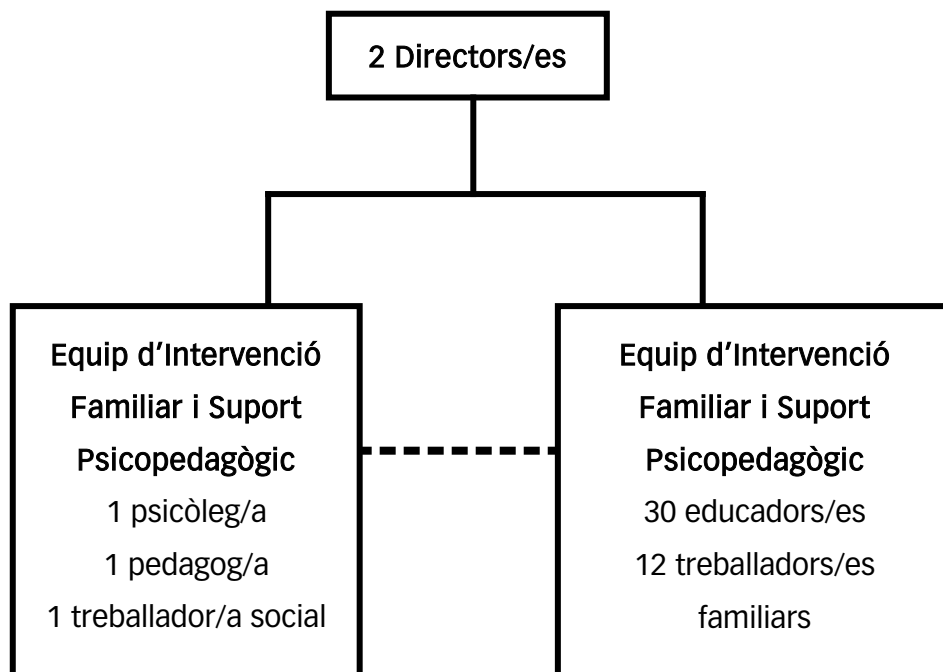 2 Directors/es
Equip d’Intervenció
Familiar i Suport
Psicopedagògic
1 psicòleg/a
1 pedagog/a
1 treballador/a social
Equip d’Intervenció
Familiar i Suport
Psicopedagògic
30 educadors/es
12 treballadors/es
familiars